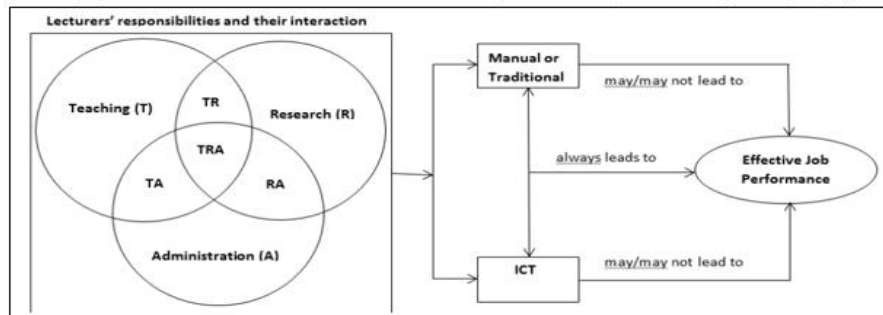 Lecturers' responsibilities and their interaction
Teaching (T)
TR
Research (R)
TRA
TA
RA
Administration (A)
Manual or
Traditional
may/may not lead to
always leads to
Effective Job
Performance
ICT
may/may not lead to